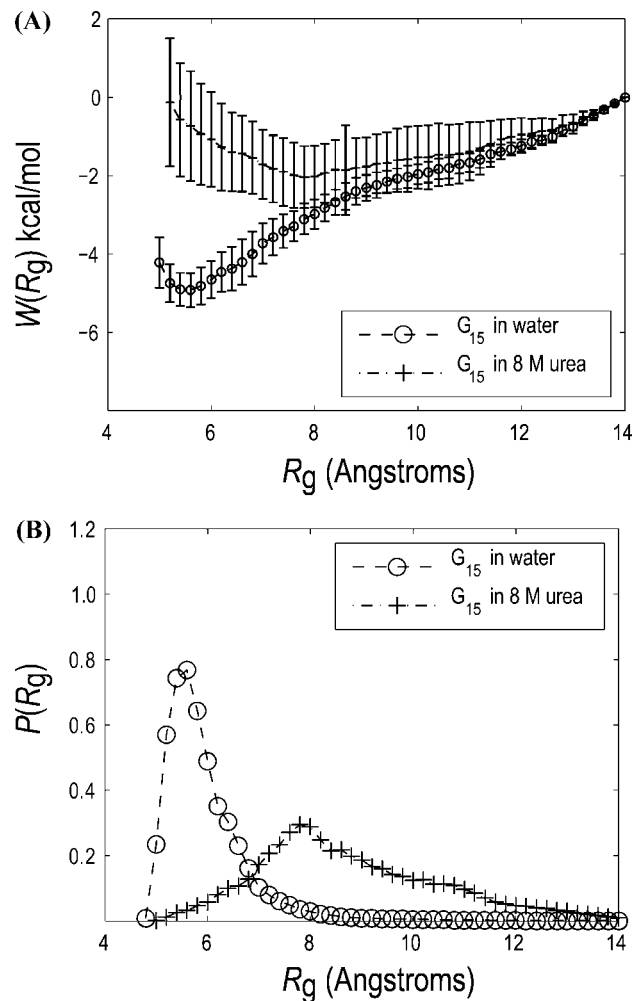 (A)
2
0
−2
−4
−6
W(Rg) kcal/mol
G15 in water
G15 in 8 M urea
4 6 8 10 12 14
Rg (Angstroms)
(B)
1.2
1.0
0.8
0.6
0.4
0.2
P(Rg)
G15 in water
G15 in 8 M urea
4 6 8 10 12 14
Rg (Angstroms)